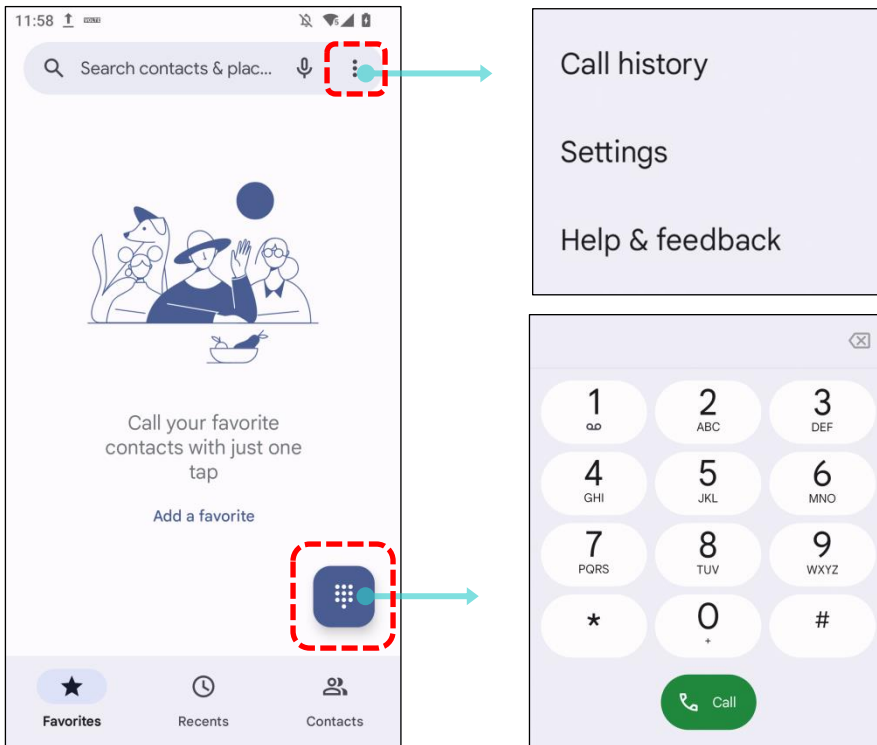 11:58
VOLTE
Search contacts & plac...
Call your favorite
contacts with just one
tap
Add a favorite
Favorites
Recents
Contacts
Call history
Settings
Help & feedback
1 2 3
ABC DEF
4 5 6
GHI JKL MNO
7 8 9
PQRS TUV WXYZ
* 0 #
+
Call